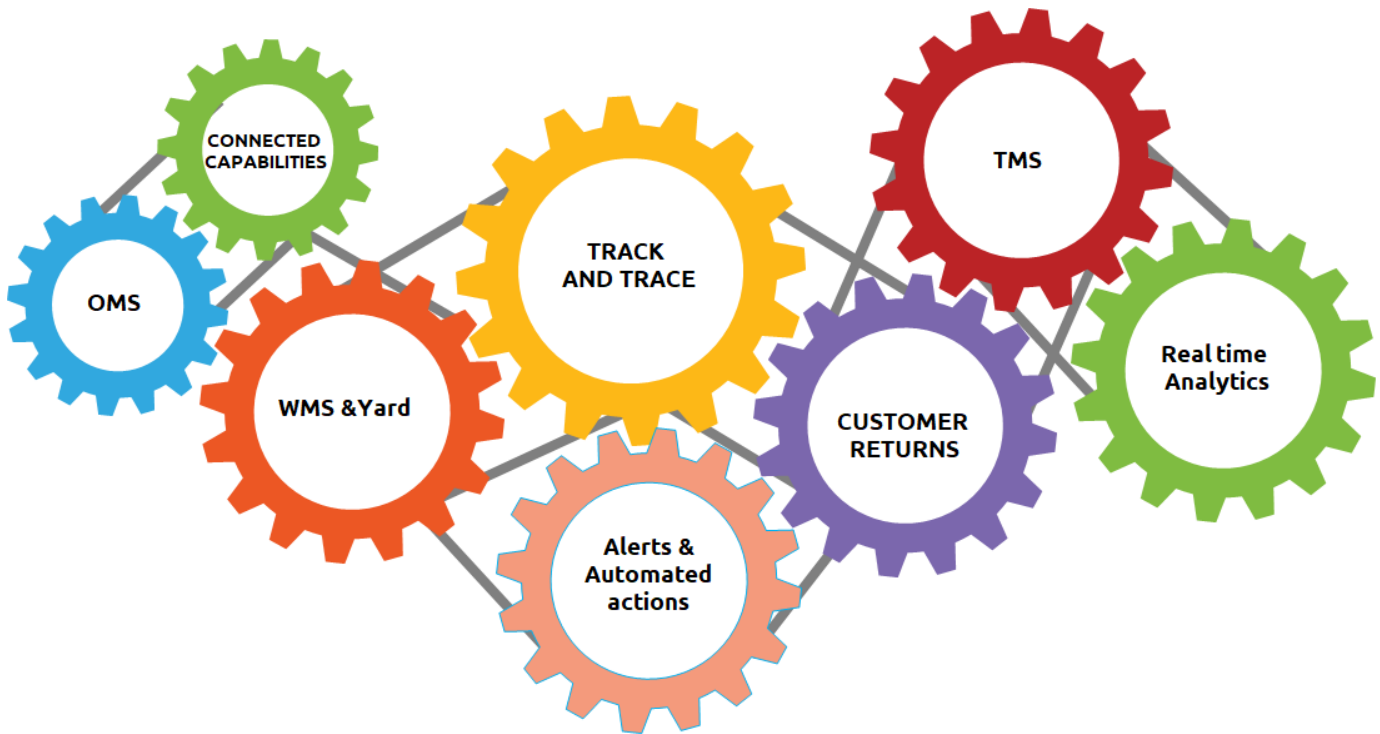 CONNECTED
CAPABILITIES
OMS
WMS &Yard
TRACK
AND TRACE
Alerts &
Automated
actions
CUSTOMER
RETURNS
TMS
Real time
Analytics